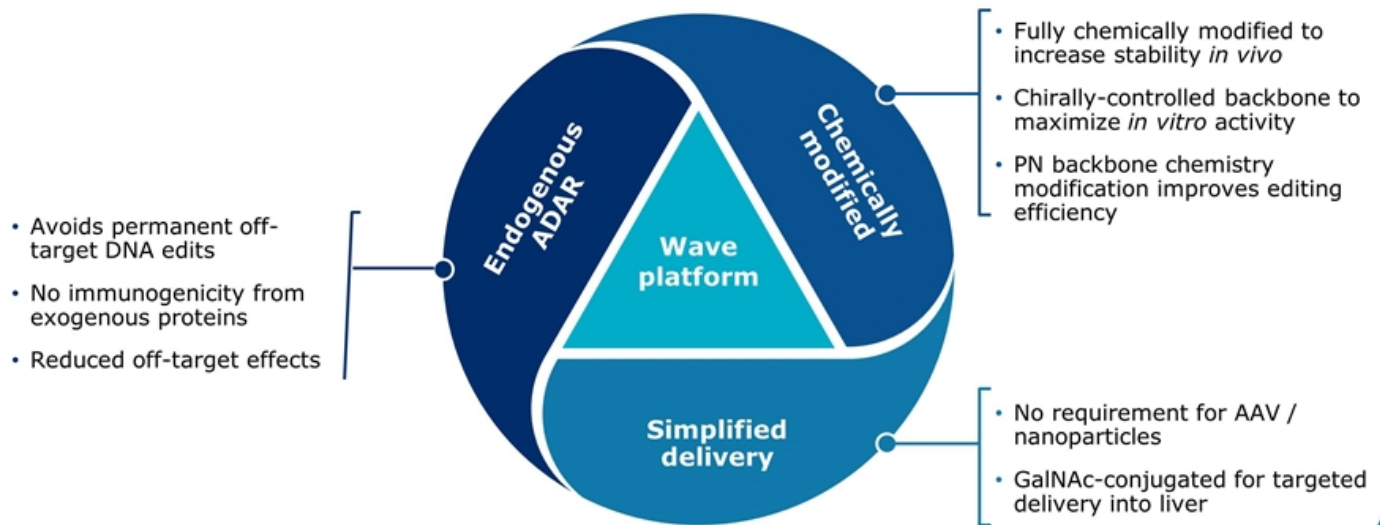 Endogenous
ADAR
Chemically
modified
Wave
platform
Simplified
delivery
• Avoids permanent off-
target DNA edits
• No immunogenicity from
exogenous proteins
• Reduced off-target effects
• Fully chemically modified to
increase stability in vivo
• Chirally-controlled backbone to
maximize in vitro activity
• PN backbone chemistry
modification improves editing
efficiency
• No requirement for AAV /
nanoparticles
• GalNAc-conjugated for targeted
delivery into liver